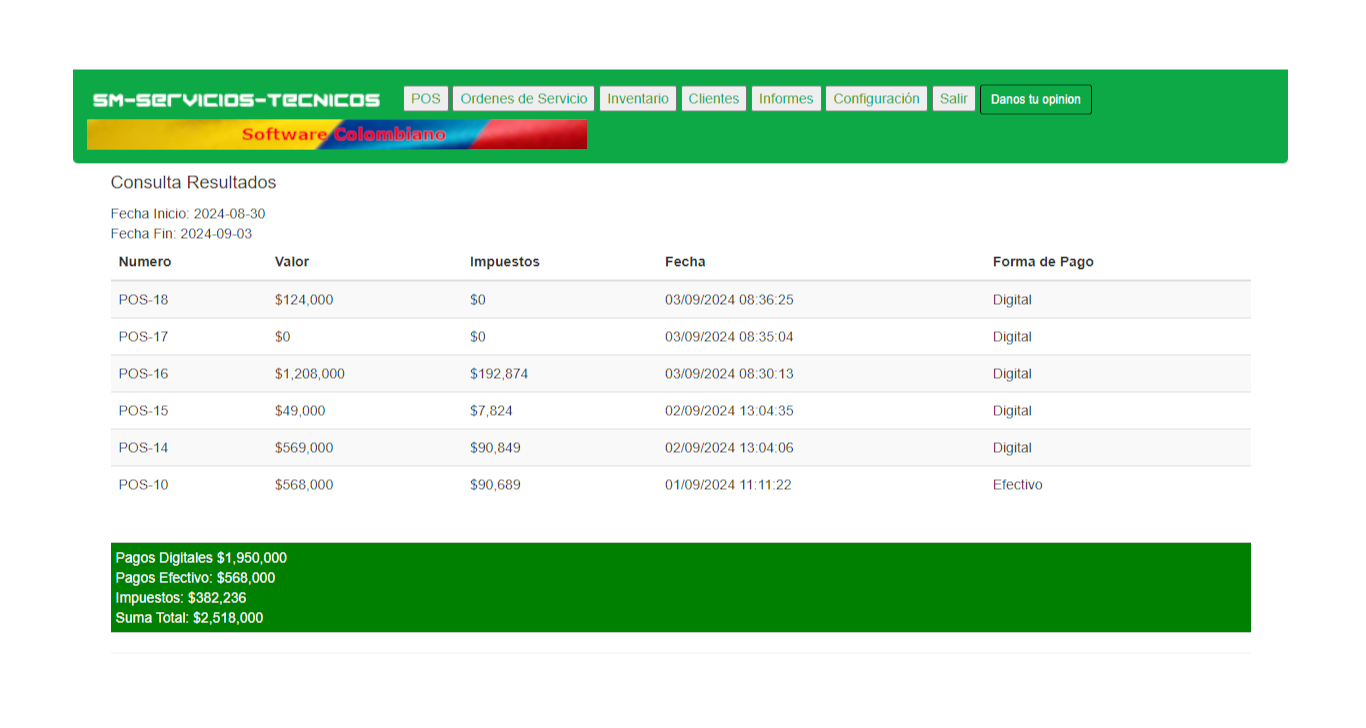 SM-SERVICIOS-TECNICOS POS Ordenes de Servicio Inventario Clientes Informes Configuración Salir Danos tu opinion
Software Colombiano
Consulta Resultados
Fecha Inicio: 2024-08-30
Fecha Fin: 2024-09-03
Numero Valor Impuestos Fecha Forma de Pago
POS-18 $124,000 $0 03/09/2024 08:36:25 Digital
POS-17 $0 $0 03/09/2024 08:35:04 Digital
POS-16 $1,208,000 $192,874 03/09/2024 08:30:13 Digital
POS-15 $49,000 $7,824 02/09/2024 13:04:35 Digital
POS-14 $569,000 $90,849 02/09/2024 13:04:06 Digital
POS-10 $568,000 $90,689 01/09/2024 11:11:22 Efectivo
Pagos Digitales $1,950,000
Pagos Efectivo: $568,000
Impuestos: $382,236
Suma Total: $2,518,000